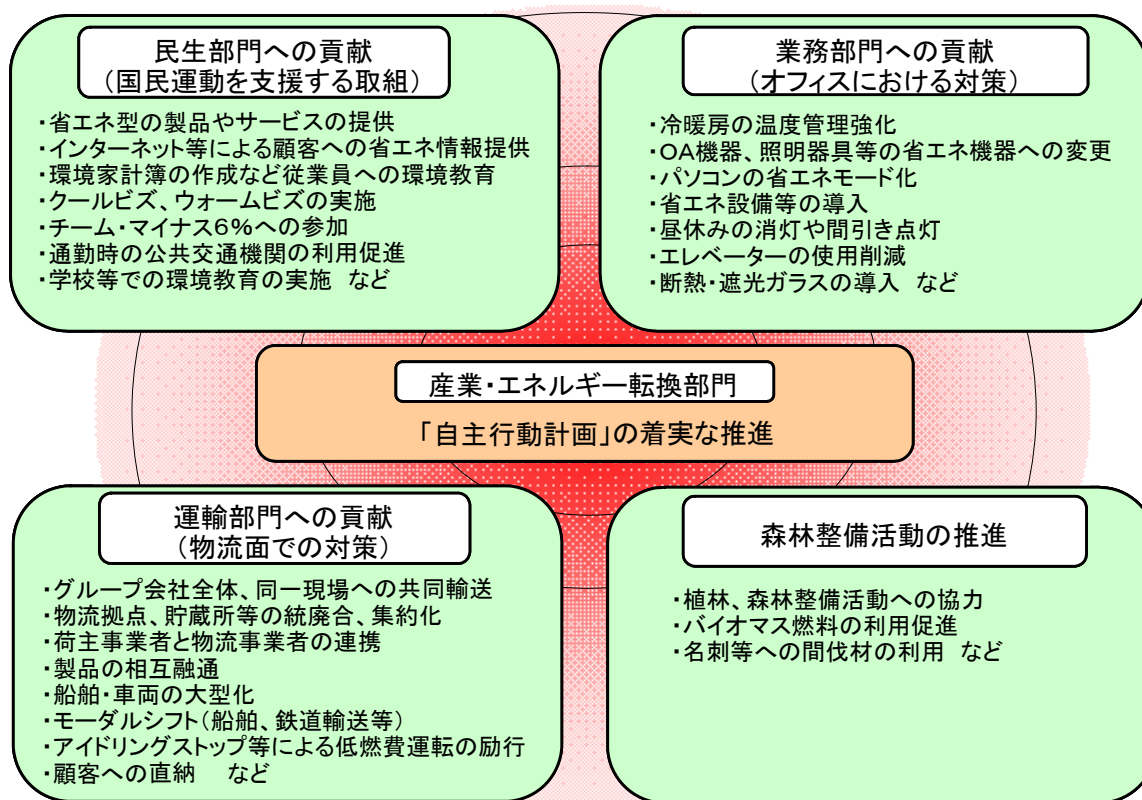 民生部門への貢献
(国民運動を支援する取組)
・省エネ型の製品やサービスの提供
・インターネット等による顧客への省エネ情報提供
・環境家計簿の作成など従業員への環境教育
・クールビズ、ウォームビズの実施
・チーム・マイナス6%への参加
・通勤時の公共交通機関の利用促進
・学校等での環境教育の実施 など
業務部門への貢献
(オフィスにおける対策)
・冷暖房の温度管理強化
・OA機器、照明器具等の省エネ機器への変更
・パソコンの省エネモード化
・省エネ設備等の導入
・昼休みの消灯や間引き点灯
・エレベーターの使用削減
・断熱・遮光ガラスの導入 など
産業・エネルギー転換部門
「自主行動計画」の着実な推進
運輸部門への貢献
(物流面での対策)
・グループ会社全体、同一現場への共同輸送
・物流拠点、貯蔵所等の統廃合、集約化
・荷主事業者と物流事業者の連携
・製品の相互融通
・船舶・車両の大型化
・モーダルシフト(船舶、鉄道輸送等)
・アイドリングストップ等による低燃費運転の励行
・顧客への直納 など
森林整備活動の推進
・植林、森林整備活動への協力
・バイオマス燃料の利用促進
・名刺等への間伐材の利用 など